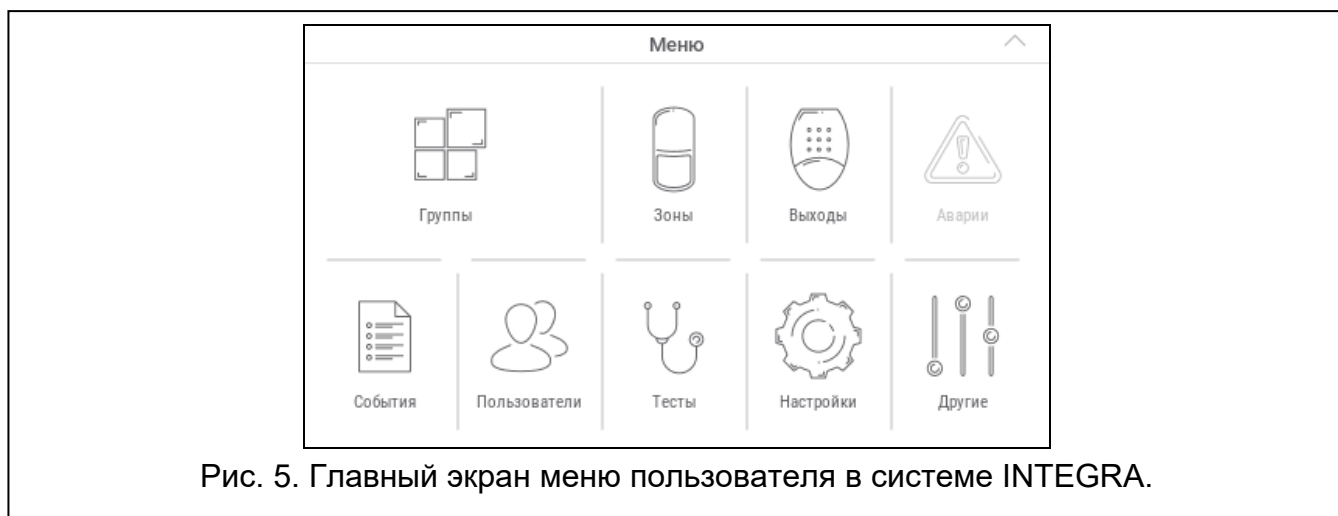 Меню
Группы
Зоны
Выходы
Аварии
События
Пользователи
Тесты
Настройки
Другие
Рис. 5. Главный экран меню пользователя в системе INTEGRA.